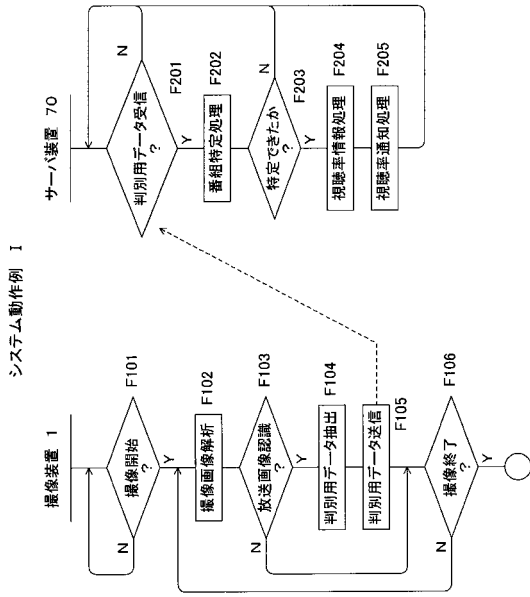 システム動作例 I
撮像装置 1
撮像開始
?
F101
N
Y
撮像画像解析
F102
放送画像認識
?
F103
N
Y
判別用データ抽出
F104
判別用データ送信
F105
撮像終了
?
F106
N
Y
サーバ装置 70
判別用データ受信
?
F201
N
Y
番組特定処理
F202
特定できたか
?
F203
N
Y
視聴率情報処理
F204
視聴率通知処理
F205